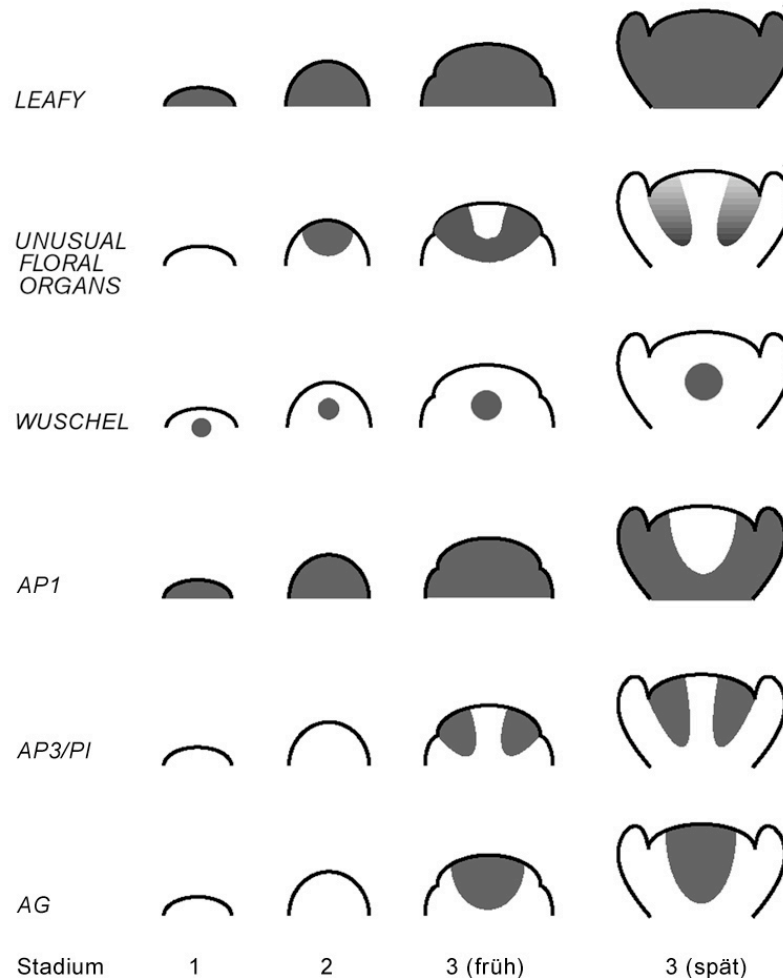 LEAFY
UNUSUAL
FLORAL
ORGANS
WUSCHEL
AP1
AP3/PI
AG
Stadium 1 2 3 (früh) 3 (spät)